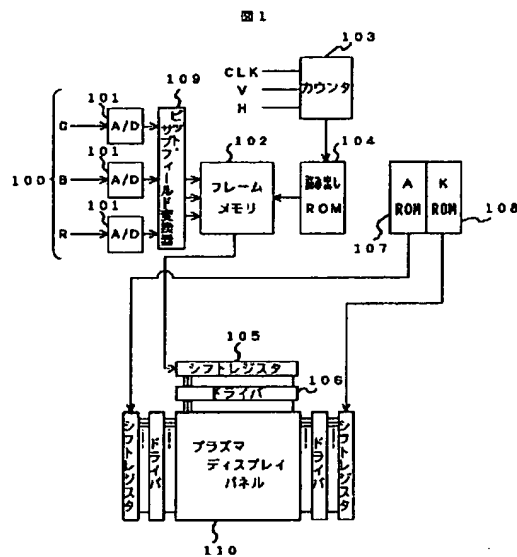 図1
103
CLK
V
H
カウンタ
109
101
G
A/D
ビット・サブフィールド変換器
102
104
101
100
B
A/D
フレーム
メモリ
読み出し
ROM
101
R
A/D
A
ROM
K
ROM
107
108
105
シフトレジスタ
106
ドライバ
シフトレジスタ
ドライバ
プラズマ
ディスプレイ
パネル
ドライバ
シフトレジスタ
110